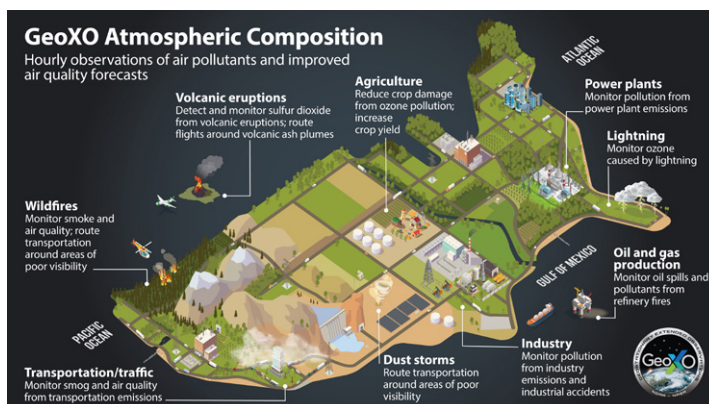 GeoXO Atmospheric Composition
Hourly observations of air pollutants and improved
air quality forecasts
ATLANTIC
OCEAN
Volcanic eruptions
Detect and monitor sulfur dioxide
from volcanic eruptions; route
flights around volcanic ash plumes
Agriculture
Reduce crop damage
from ozone pollution;
increase
crop yield
Power plants
Monitor pollution from
power plant emissions
Lightning
Monitor ozone
caused by lightning
Wildfires
Monitor smoke and
air quality; route
transportation
around areas of
poor visibility
GULF OF MEXICO
Oil and gas
production
Monitor oil spills and
pollutants from
refinery fires
PACIFIC
OCEAN
Transportation/traffic
Monitor smog and air quality
from transportation emissions
Dust storms
Route transportation
around areas of poor
visibility
Industry
Monitor pollution
from industry
emissions and
industrial accidents
GeoXO